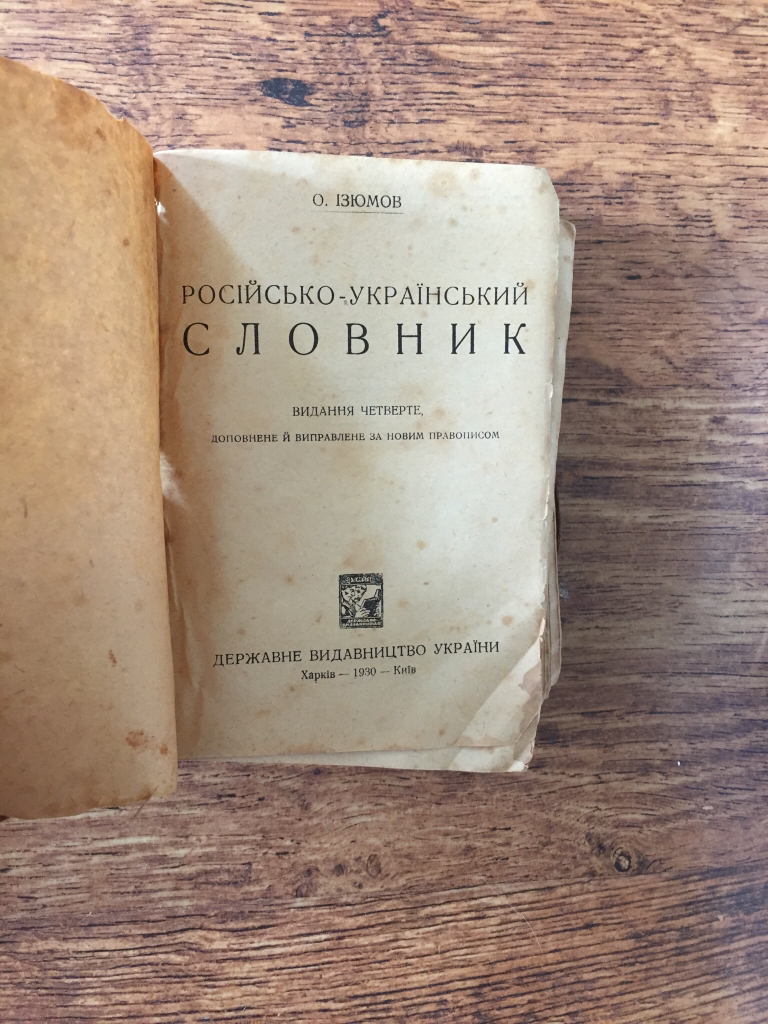 О. ІЗЮМОВ
РОСІЙСЬКО-УКРАЇНСЬКИЙ
СЛОВНИК
ВИДАННЯ ЧЕТВЕРТЕ,
ДОПОВНЕНЕ Й ВИПРАВЛЕНЕ ЗА НОВИМ ПРАВОПИСОМ
ДЕРЖАВНЕ ВИДАВНИЦТВО УКРАЇНИ
Харків — 1930 — Київ